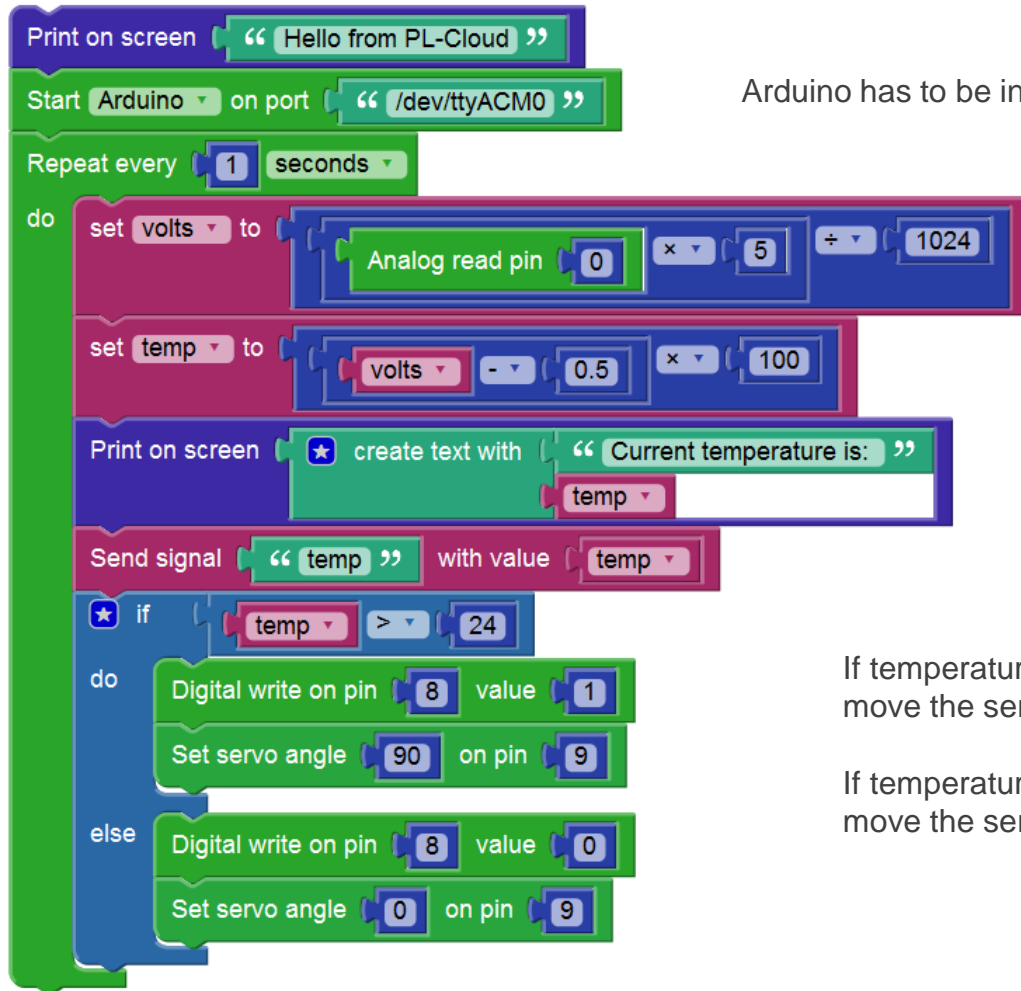 Print on screen “ Hello from PL-Cloud ”
Start Arduino on port “ /dev/ttyACM0 ”
Arduino has to be in
Repeat every 1 seconds
do set volts to Analog read pin 0 × 5 ÷ 1024
set temp to volts - 0.5 × 100
Print on screen create text with “ Current temperature is: ”
temp
Send signal “ temp ” with value temp
if temp > 24
do Digital write on pin 8 value 1
Set servo angle 90 on pin 9
else Digital write on pin 8 value 0
Set servo angle 0 on pin 9
If temperatur
move the ser
If temperatur
move the ser